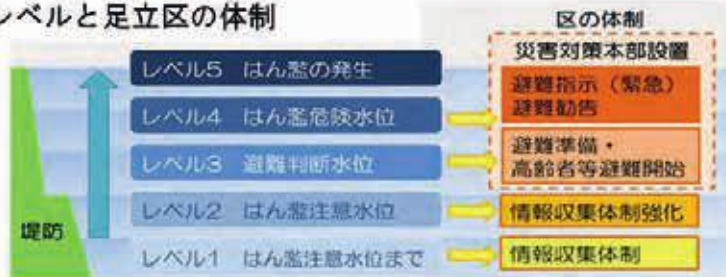 レベルと足立区の体制
区の体制
災害対策本部設置
レベル5 はん濫の発生
避難指示（緊急）
避難勧告
レベル4 はん濫危険水位
レベル3 避難判断水位
避難準備・
高齢者等避難開始
レベル2 はん濫注意水位
情報収集体制強化
堤防
レベル1 はん濫注意水位まで
情報収集体制